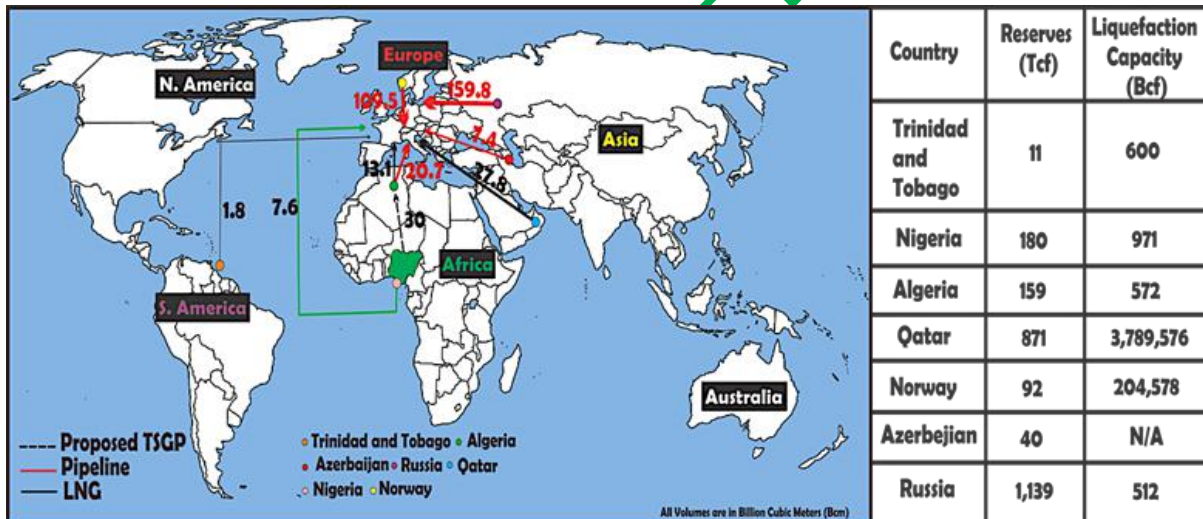 Europe
N. America
159.8
109.5
Asia
7.4
13.1
20.7
27.8
1.8
7.6
30
Africa
S. America
Australia
Proposed TSGP
Pipeline
LNG
Trinidad and Tobago
Algeria
Azerbaijan
Russia
Qatar
Nigeria
Norway
All Volumes are in Billion Cubic Meters (Bcm)
Country
Reserves
(Tcf)
Liquefaction
Capacity
(Bcf)
Trinidad
and
Tobago
11
600
Nigeria
180
971
Algeria
159
572
Qatar
871
3,789,576
Norway
92
204,578
Azerbejian
40
N/A
Russia
1,139
512